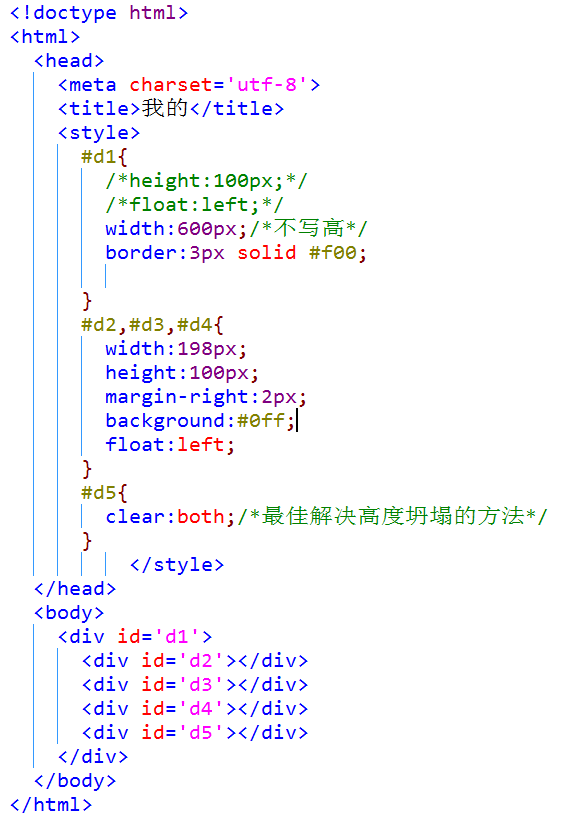 <!doctype html>
<html>
  <head>
    <meta charset='utf-8'>
    <title>我的</title>
    <style>
      #d1{
        /*height:100px;*/
        /*float:left;*/
        width:600px;/*不写高*/
        border:3px solid #f00;

      }
      #d2,#d3,#d4{
        width:198px;
        height:100px;
        margin-right:2px;
        background:#0ff;
        float:left;
      }
      #d5{
        clear:both;/*最佳解决高度坍塌的方法*/
      }
          </style>
  </head>
  <body>
    <div id='d1'>
      <div id='d2'></div>
      <div id='d3'></div>
      <div id='d4'></div>
      <div id='d5'></div>
    </div>
  </body>
</html>